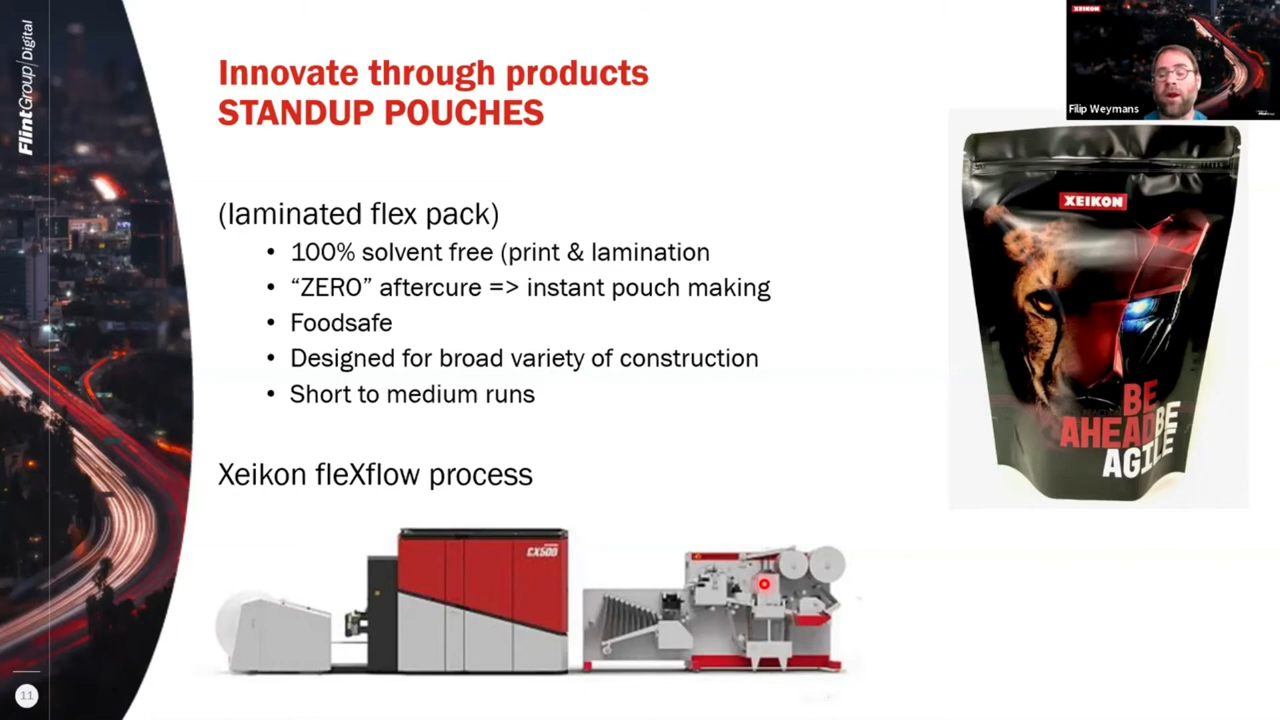 FlintGroup|Digital
Innovate through products
STANDUP POUCHES
(laminated flex pack)
• 100% solvent free (print & lamination
• “ZERO” aftercure => instant pouch making
• Foodsafe
• Designed for broad variety of construction
• Short to medium runs
Xeikon fleXflow process
CX500
11
XEIKON
Filip Weymans
XEIKON
BE
AHEAD BE
AGILE